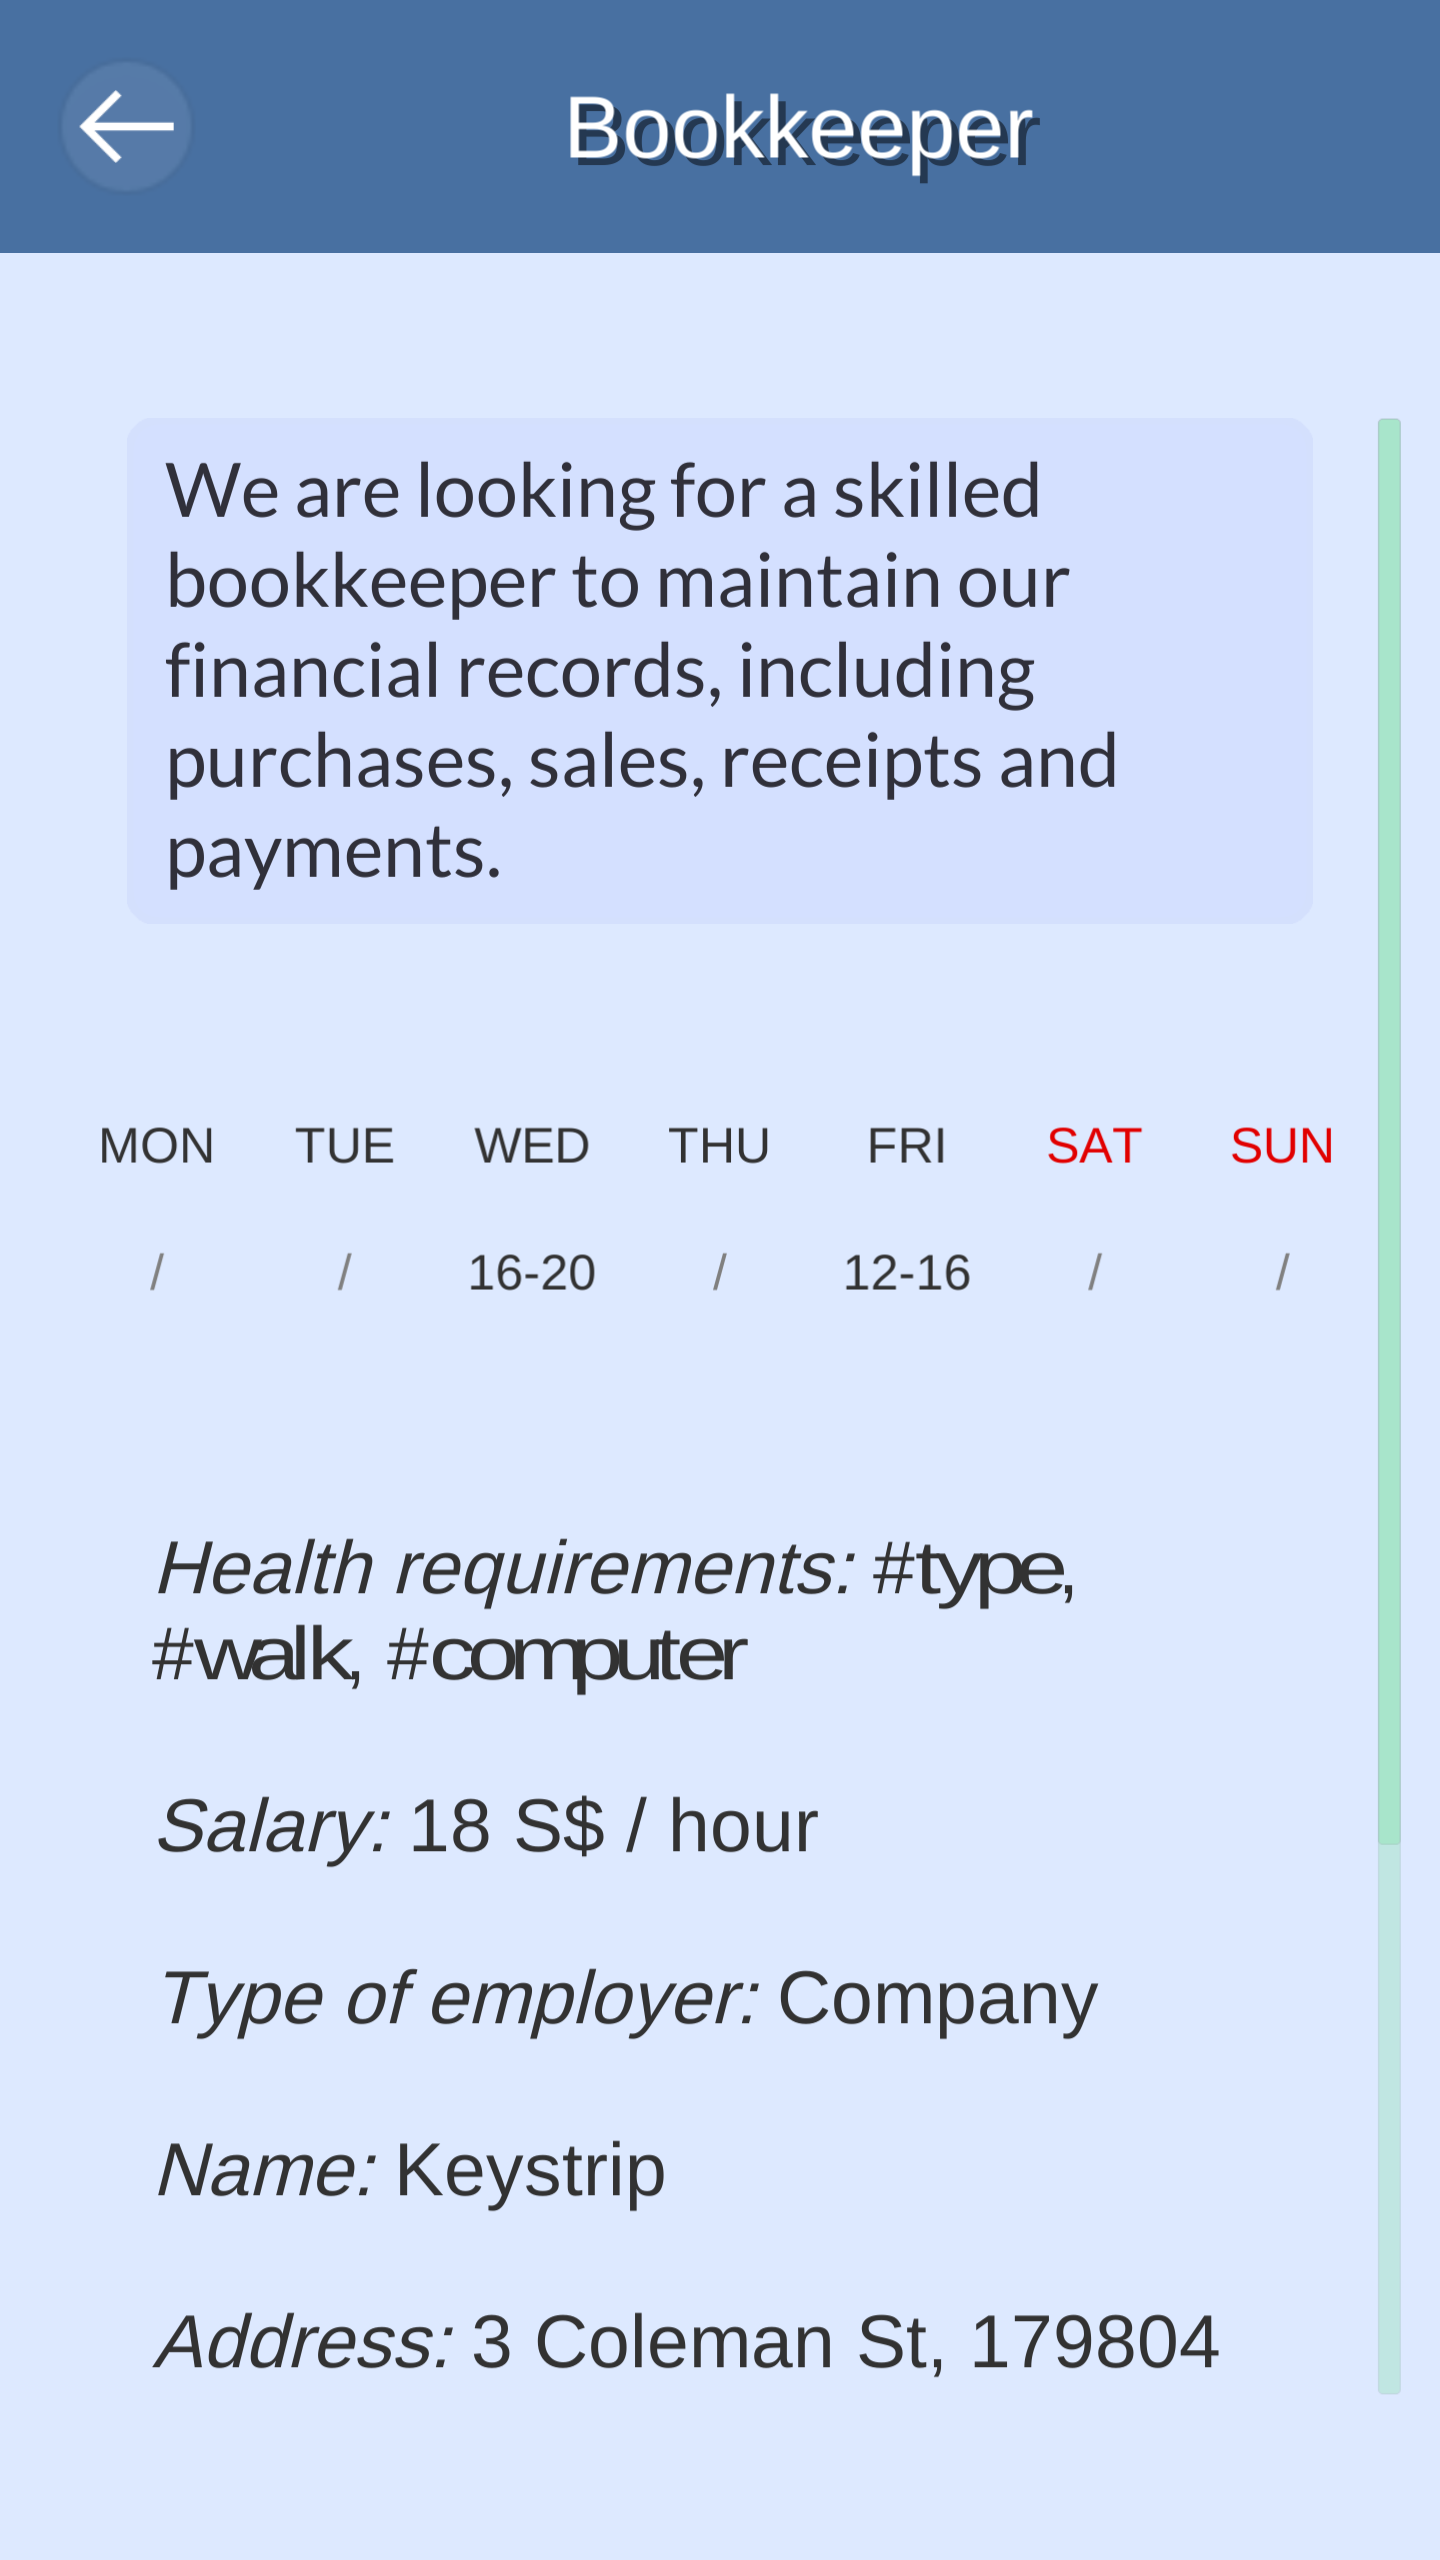 Bookkeeper
We are looking for a skilled
bookkeeper to maintain our
financial records, including
purchases, sales, receipts and
payments.
MON TUE WED THU FRI SAT SUN
/ / 16-20 / 12-16 / /
Health requirements: #type,
#walk, #computer
Salary: 18 S$ / hour
Type of employer: Company
Name: Keystrip
Address: 3 Coleman St, 179804